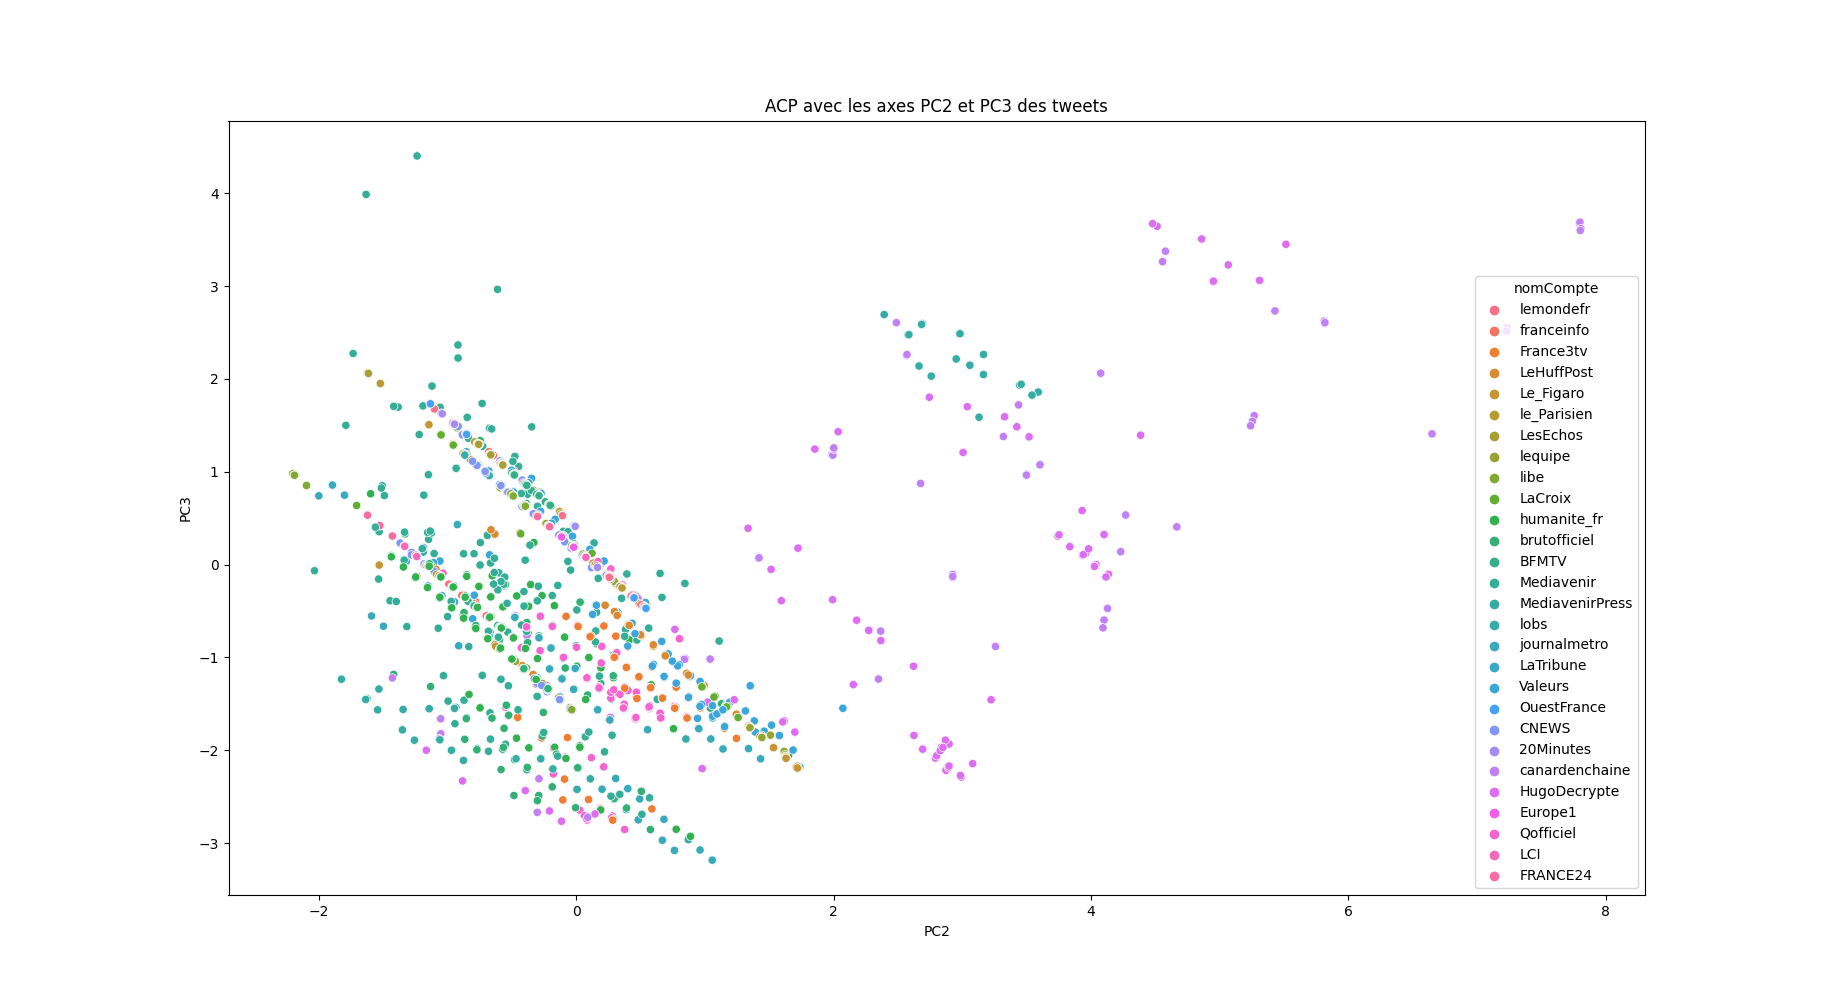 ACP avec les axes PC2 et PC3 des tweets
4
3
2
1
0
−1
−2
−3
PC3
−2
0
2
4
6
8
PC2
nomCompte
lemondefr
franceinfo
France3tv
LeHuffPost
Le_Figaro
le_Parisien
LesEchos
lequipe
libe
LaCroix
humanite_fr
brutofficiel
BFMTV
Mediavenir
MediavenirPress
lobs
journalmetro
LaTribune
Valeurs
OuestFrance
CNEWS
20Minutes
canardenchaine
HugoDecrypte
Europe1
Qofficiel
LCI
FRANCE24